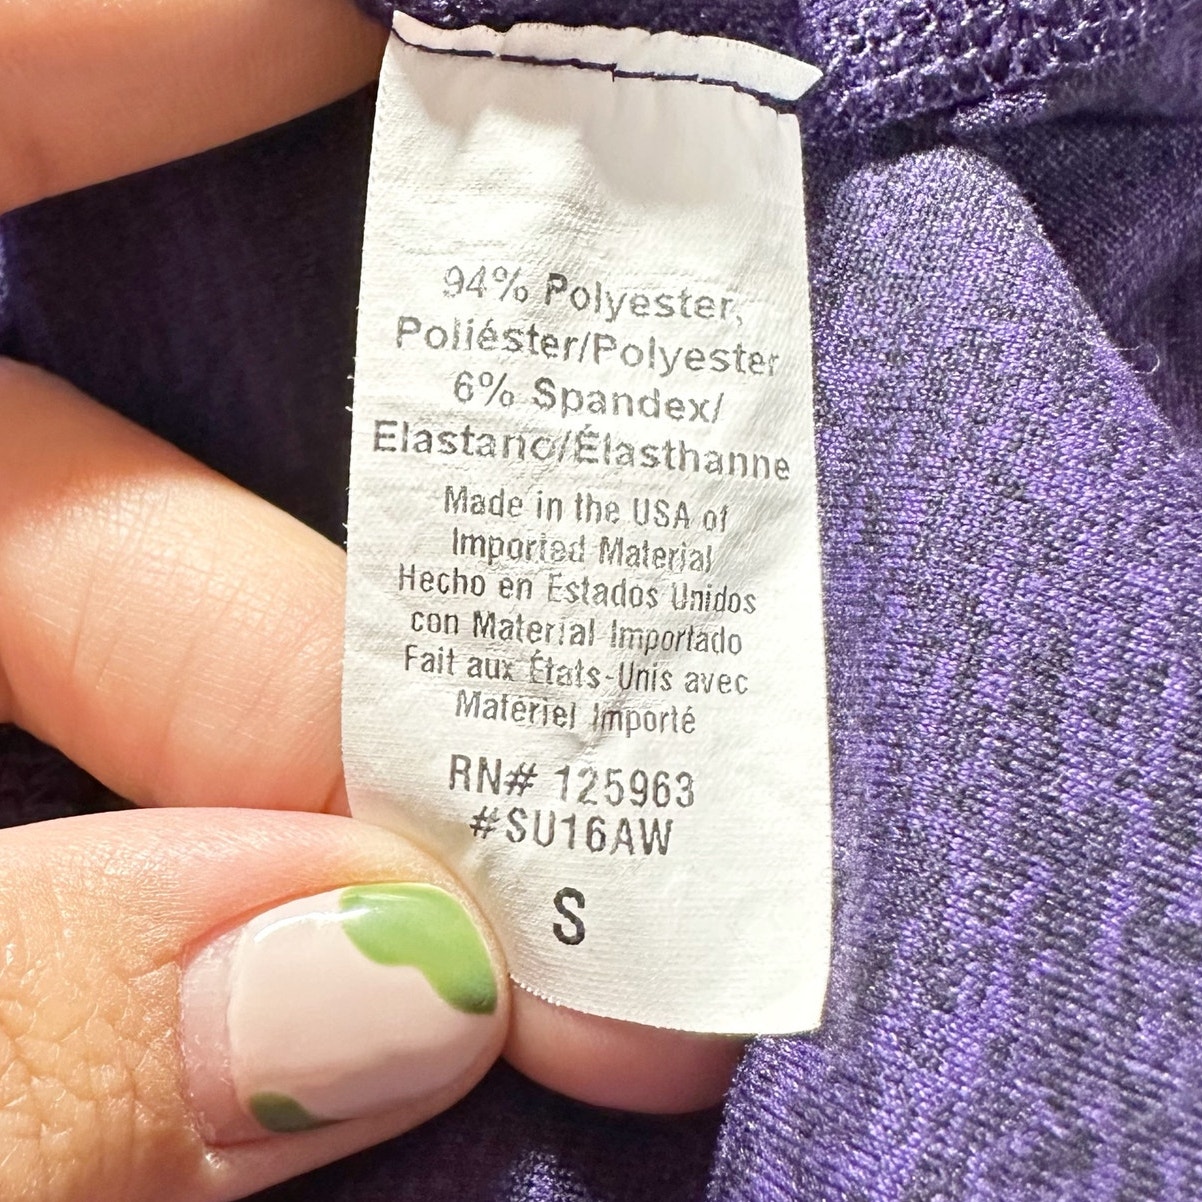 94% Polyester,
Poliéster/Polyester
6% Spandex/
Elastano/Élasthanne
Made in the USA of
Imported Material
Hecho en Estados Unidos
con Material Importado
Fait aux États-Unis avec
Materiel Importé
RN# 125963
#SU16AW
S